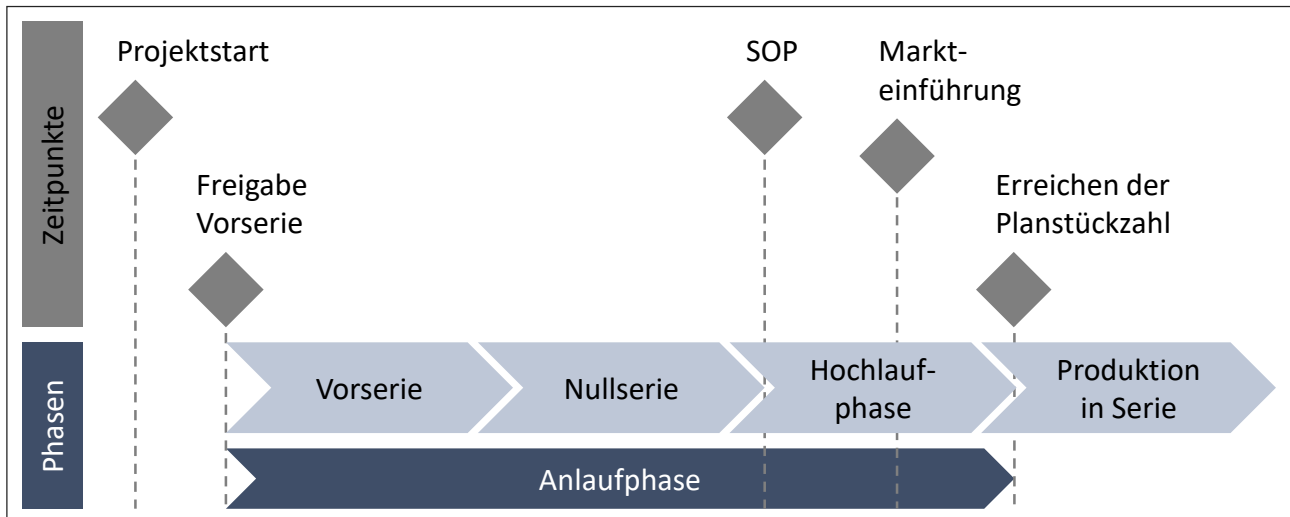 Zeitpunkte
Projektstart
SOP
Markt-
einführung
Freigabe
Vorserie
Erreichen der
Planstückzahl
Phasen
Vorserie
Nullserie
Hochlauf-
phase
Produktion
in Serie
Anlaufphase